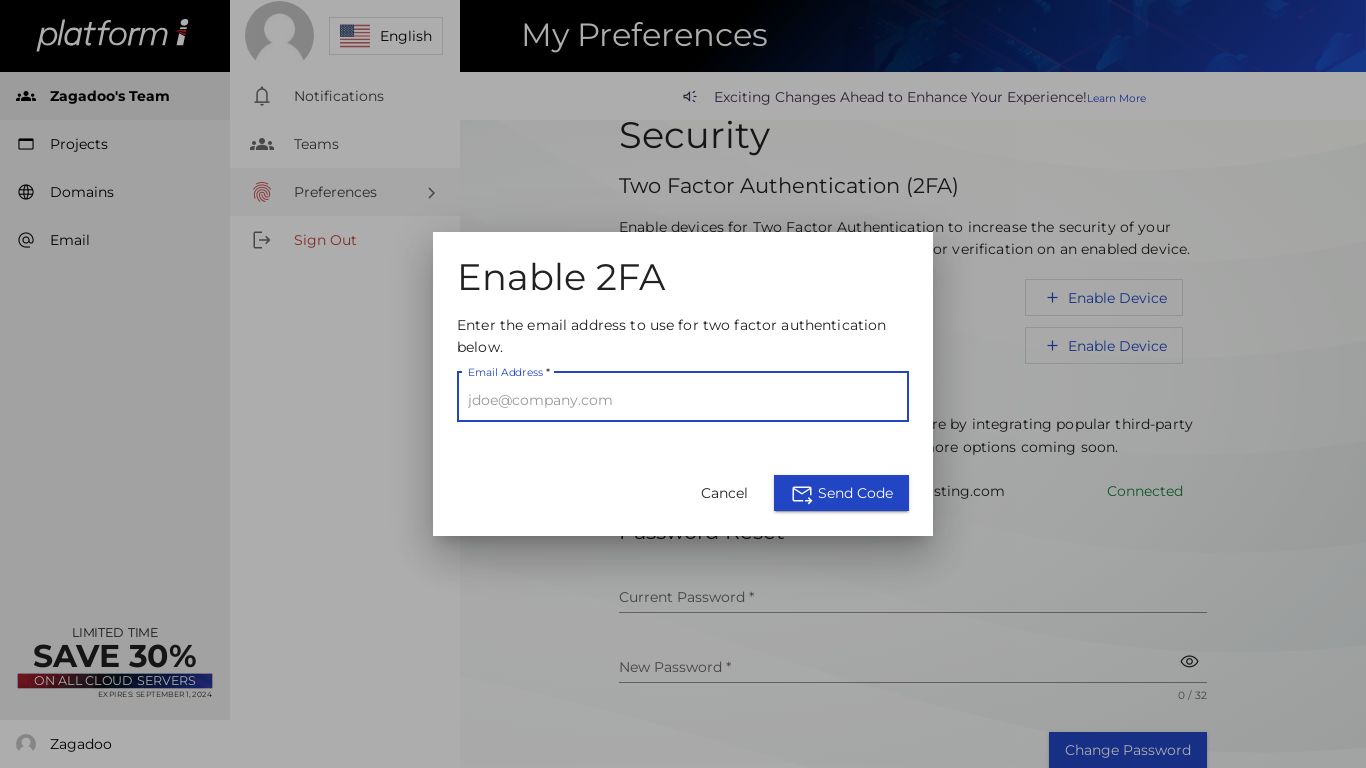 platform i
English
My Preferences
Zagadoo's Team
Projects
Domains
Email
Notifications
Teams
Preferences
Sign Out
Exciting Changes Ahead to Enhance Your Experience! Learn More
Security
Two Factor Authentication (2FA)
Enable devices for Two Factor Authentication to increase the security of your
or verification on an enabled device.
+ Enable Device
+ Enable Device
re by integrating popular third-party
more options coming soon.
sting.com
Connected
Enable 2FA
Enter the email address to use for two factor authentication
below.
Email Address *
jdoe@company.com
Cancel
Send Code
Password Reset
Current Password *
New Password *
0 / 32
Change Password
LIMITED TIME
SAVE 30%
ON ALL CLOUD SERVERS
EXPIRES: SEPTEMBER 1, 2024
Zagadoo